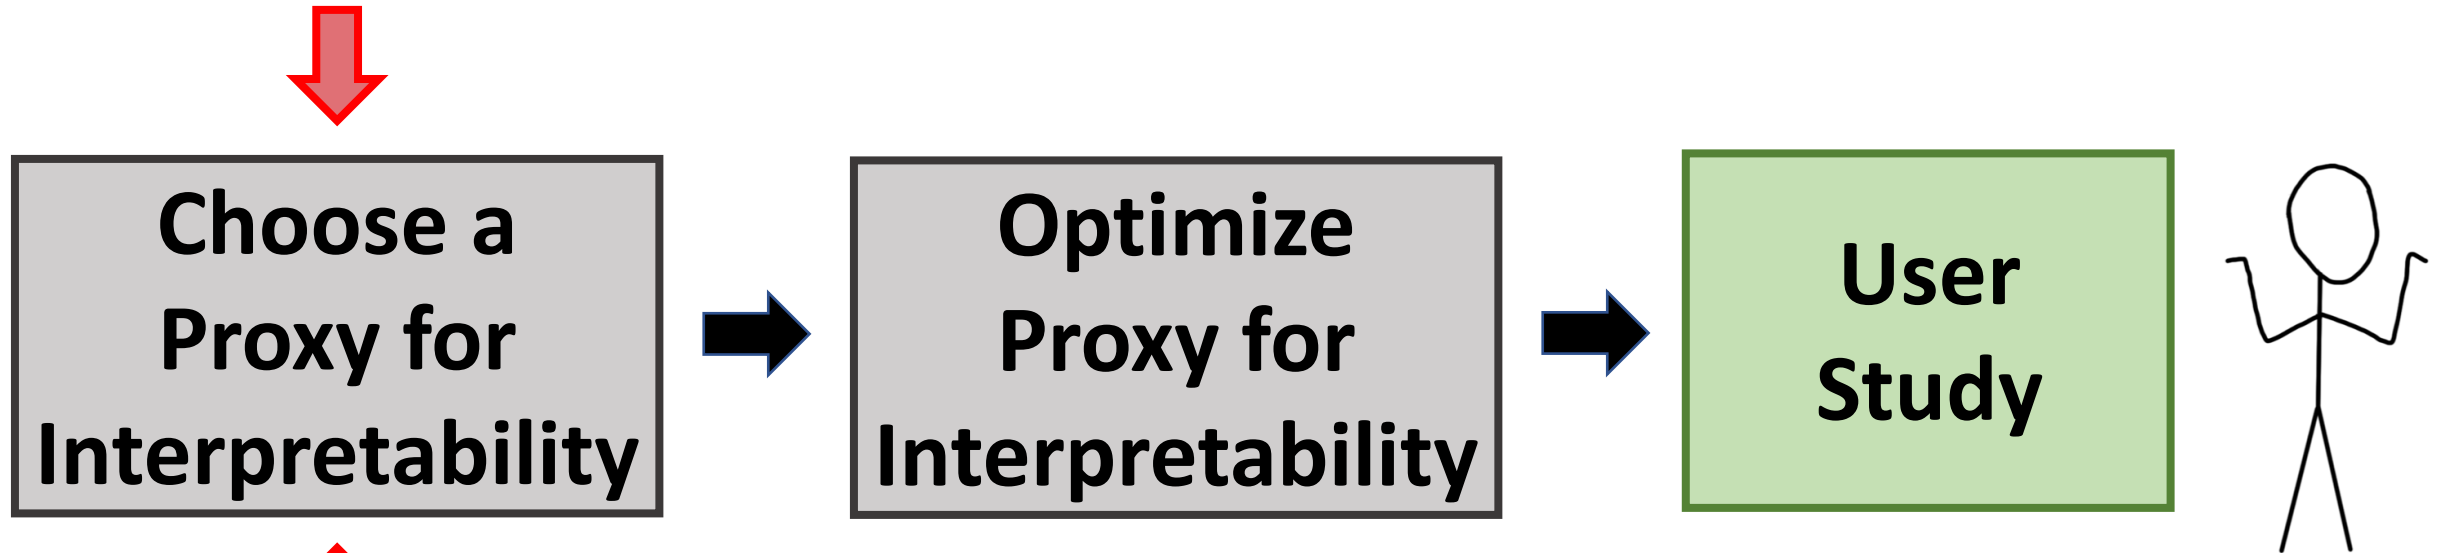 Choose a
Proxy for
Interpretability
Optimize
Proxy for
Interpretability
User
Study